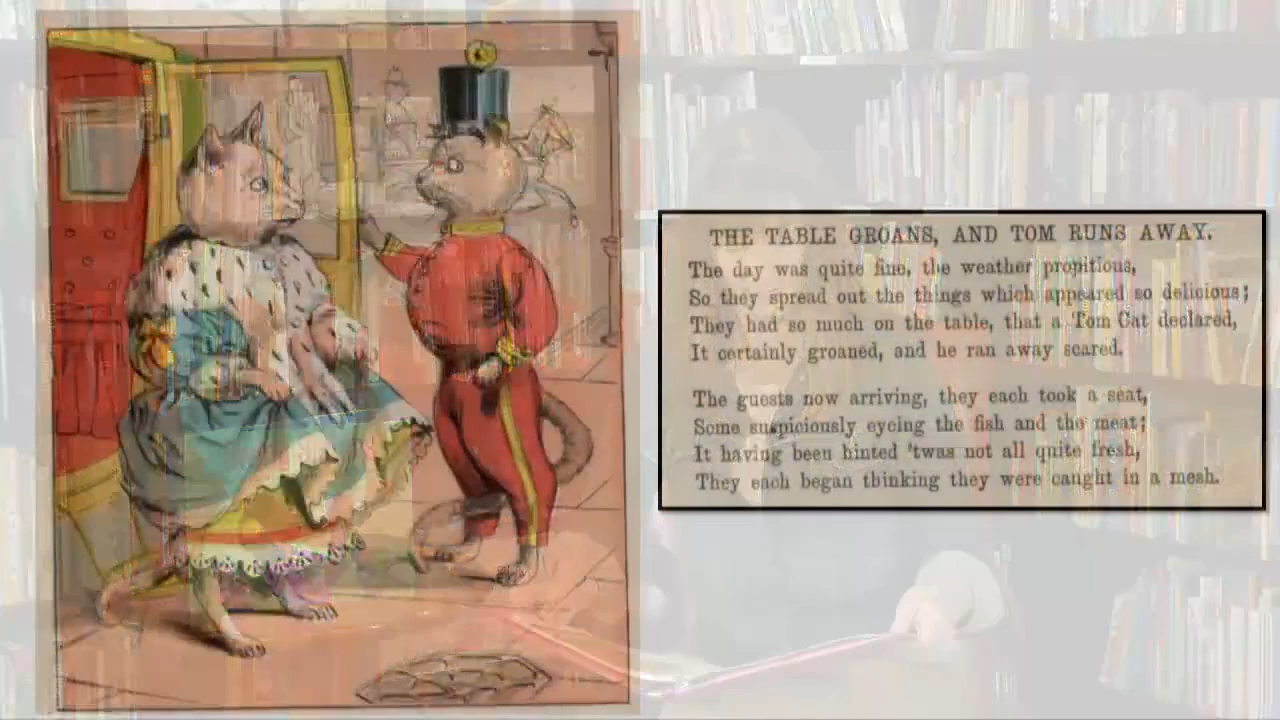 THE TABLE GROANS, AND TOM RUNS AWAY.
The day was quite fine, the weather propitious,
So they spread out the things which appeared so delicious;
They had so much on the table, that a Tom Cat declared,
It certainly groaned, and he ran away scared.
The guests now arriving, they each took a seat,
Some suspiciously eyeing the fish and the meat;
It having been hinted 'twas not all quite fresh,
They each began thinking they were caught in a mesh.